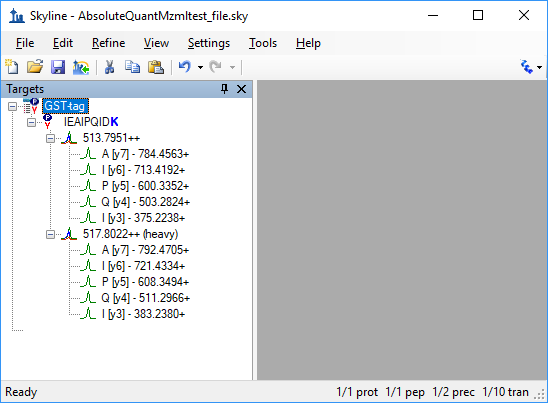 Skyline - AbsoluteQuantMzmltest_file.sky
File Edit Refine View Settings Tools Help
Targets
GST-tag
IEAIPQIDK
513.7951++
A [y7] - 784.4563+
I [y6] - 713.4192+
P [y5] - 600.3352+
Q [y4] - 503.2824+
I [y3] - 375.2238+
517.8022++ (heavy)
A [y7] - 792.4705+
I [y6] - 721.4334+
P [y5] - 608.3494+
Q [y4] - 511.2966+
I [y3] - 383.2380+
Ready 1/1 prot 1/1 pep 1/2 prec 1/10 tran